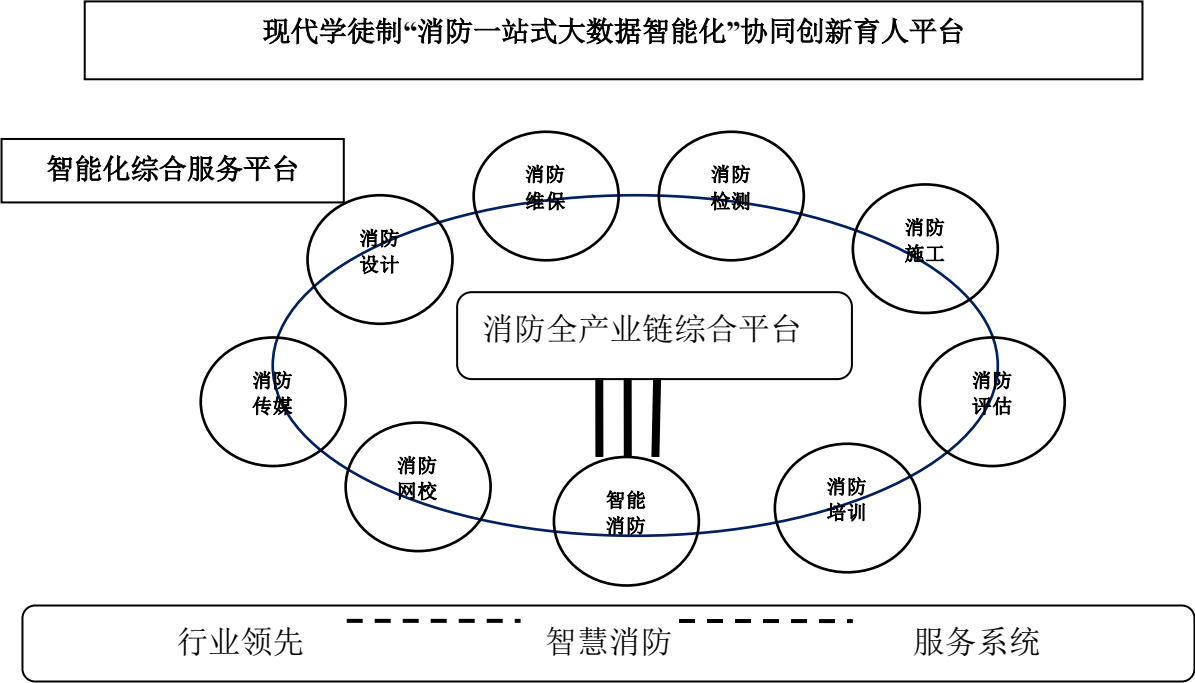 现代学徒制“消防一站式大数据智能化”协同创新育人平台
智能化综合服务平台
消防
维保
消防
检测
消防
设计
消防
施工
消防全产业链综合平台
消防
传媒
消防
评估
消防
网校
智能
消防
消防
培训
行业领先 智慧消防 服务系统